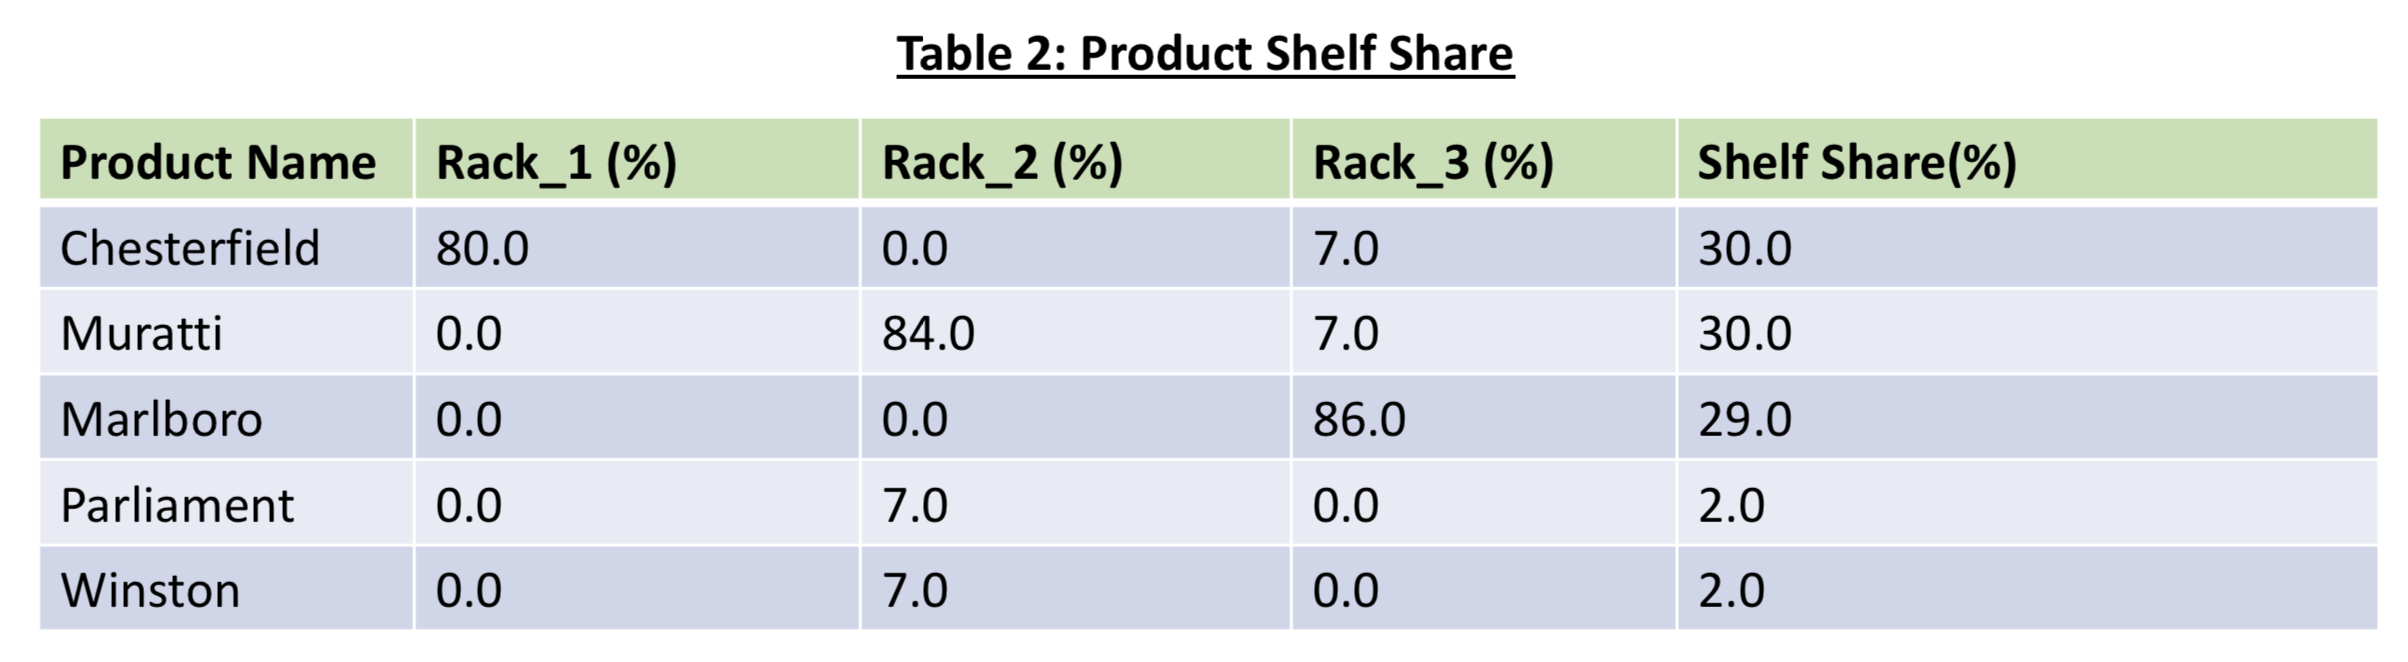 Table 2: Product Shelf Share
Product Name Rack_1 (%) Rack_2 (%) Rack_3 (%) Shelf Share(%)
Chesterfield 80.0 0.0 7.0 30.0
Muratti 0.0 84.0 7.0 30.0
Marlboro 0.0 0.0 86.0 29.0
Parliament 0.0 7.0 0.0 2.0
Winston 0.0 7.0 0.0 2.0